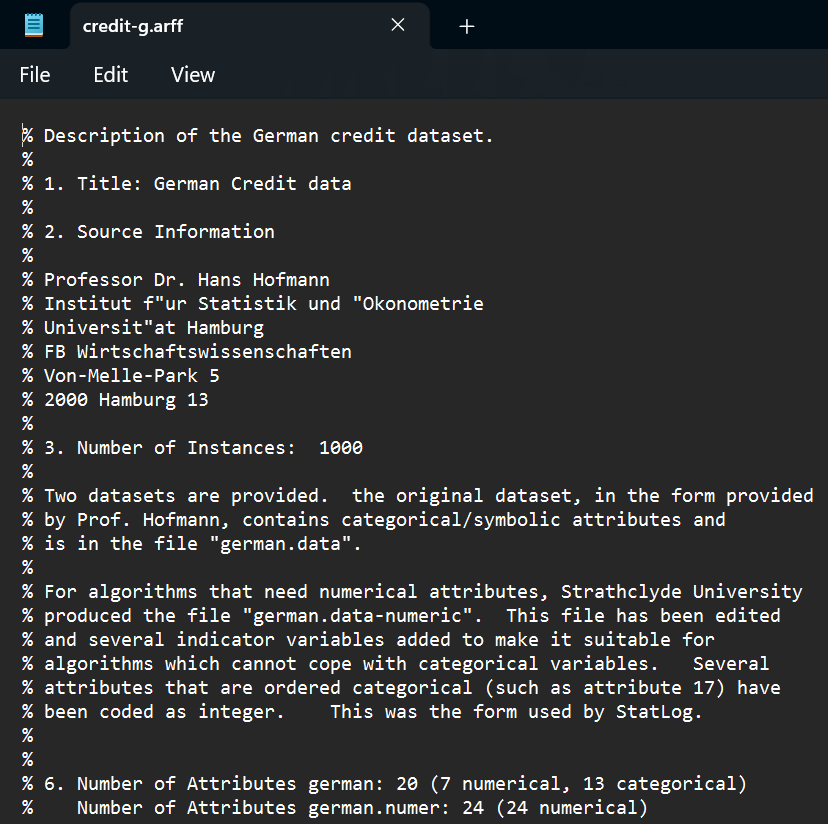 credit-g.arff
File Edit View
% Description of the German credit dataset.
%
% 1. Title: German Credit data
%
% 2. Source Information
%
% Professor Dr. Hans Hofmann
% Institut f"ur Statistik und "Okonometrie
% Universit"at Hamburg
% FB Wirtschaftswissenschaften
% Von-Melle-Park 5
% 2000 Hamburg 13
%
% 3. Number of Instances:  1000
%
% Two datasets are provided.  the original dataset, in the form provided
% by Prof. Hofmann, contains categorical/symbolic attributes and
% is in the file "german.data".
%
% For algorithms that need numerical attributes, Strathclyde University
% produced the file "german.data-numeric".  This file has been edited
% and several indicator variables added to make it suitable for
% algorithms which cannot cope with categorical variables.   Several
% attributes that are ordered categorical (such as attribute 17) have
% been coded as integer.    This was the form used by StatLog.
%
%
% 6. Number of Attributes german: 20 (7 numerical, 13 categorical)
%    Number of Attributes german.numer: 24 (24 numerical)